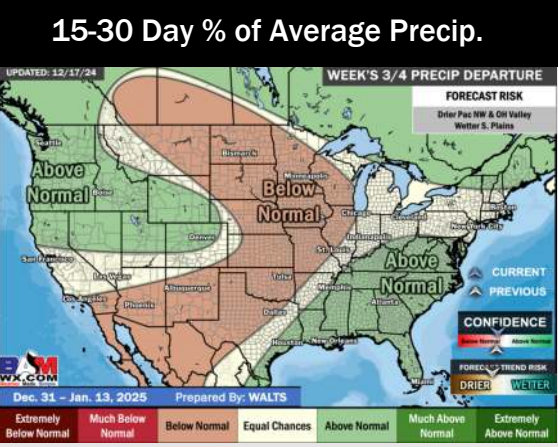 15-30 Day % of Average Precip.
UPDATED: 12/17/24
WEEK'S 3/4 PRECIP DEPARTURE
FORECAST RISK
Drier Pac NW & OH Valley
Wetter S. Plains
Seattle
Bismarck
Above
Normal
Boise
Minneapolis
Below
Normal
Boston
New York City
Chicago
Cleveland
Denver
Indianapolis
San Francisco
St. Louis
Above
Normal
Las Vegas
Tulsa
CURRENT
Los Angeles
Albuquerque
Memphis
PREVIOUS
Phoenix
Atlanta
Dallas
CONFIDENCE
Below Normal
Above Normal
Houston
New Orleans
BAM
WX.COM
FORECAST TREND RISK
Miami
DRIER
WETTER
Dec. 31 – Jan. 13, 2025
Prepared By: WALTS
Extremely
Below Normal
Much Below
Normal
Below Normal
Equal Chances
Above Normal
Much Above
Normal
Extremely
Above Normal